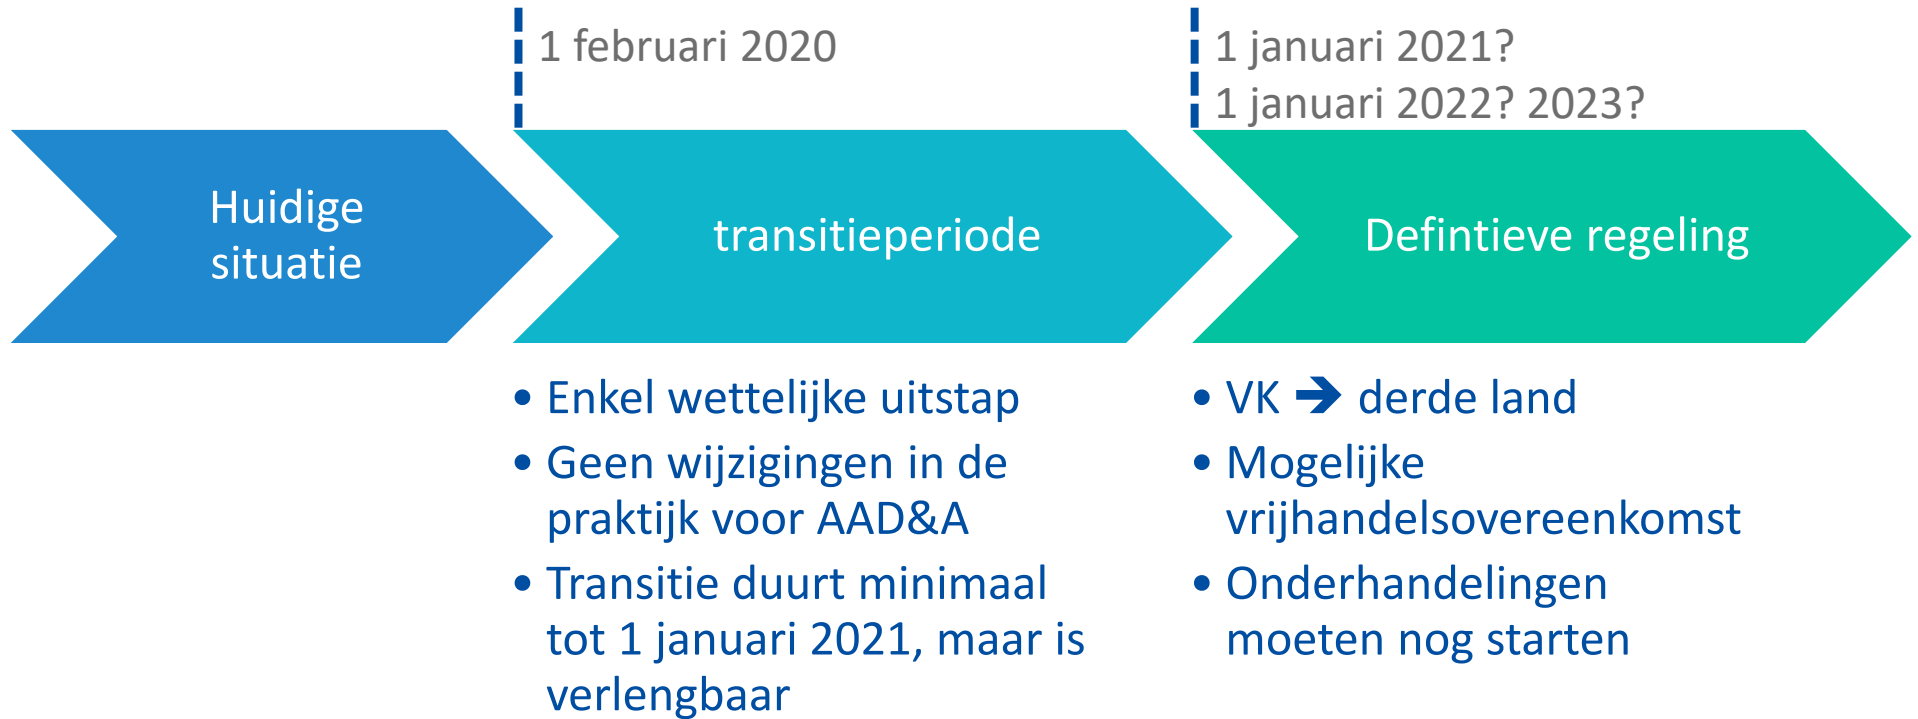 1 februari 2020
1 januari 2021?
1 januari 2022? 2023?
Huidige
situatie
transitieperiode
Defintieve regeling
• Enkel wettelijke uitstap
• Geen wijzigingen in de
praktijk voor AAD&A
• Transitie duurt minimaal
tot 1 januari 2021, maar is
verlengbaar
• VK 🡺 derde land
• Mogelijke
vrijhandelsovereenkomst
• Onderhandelingen
moeten nog starten